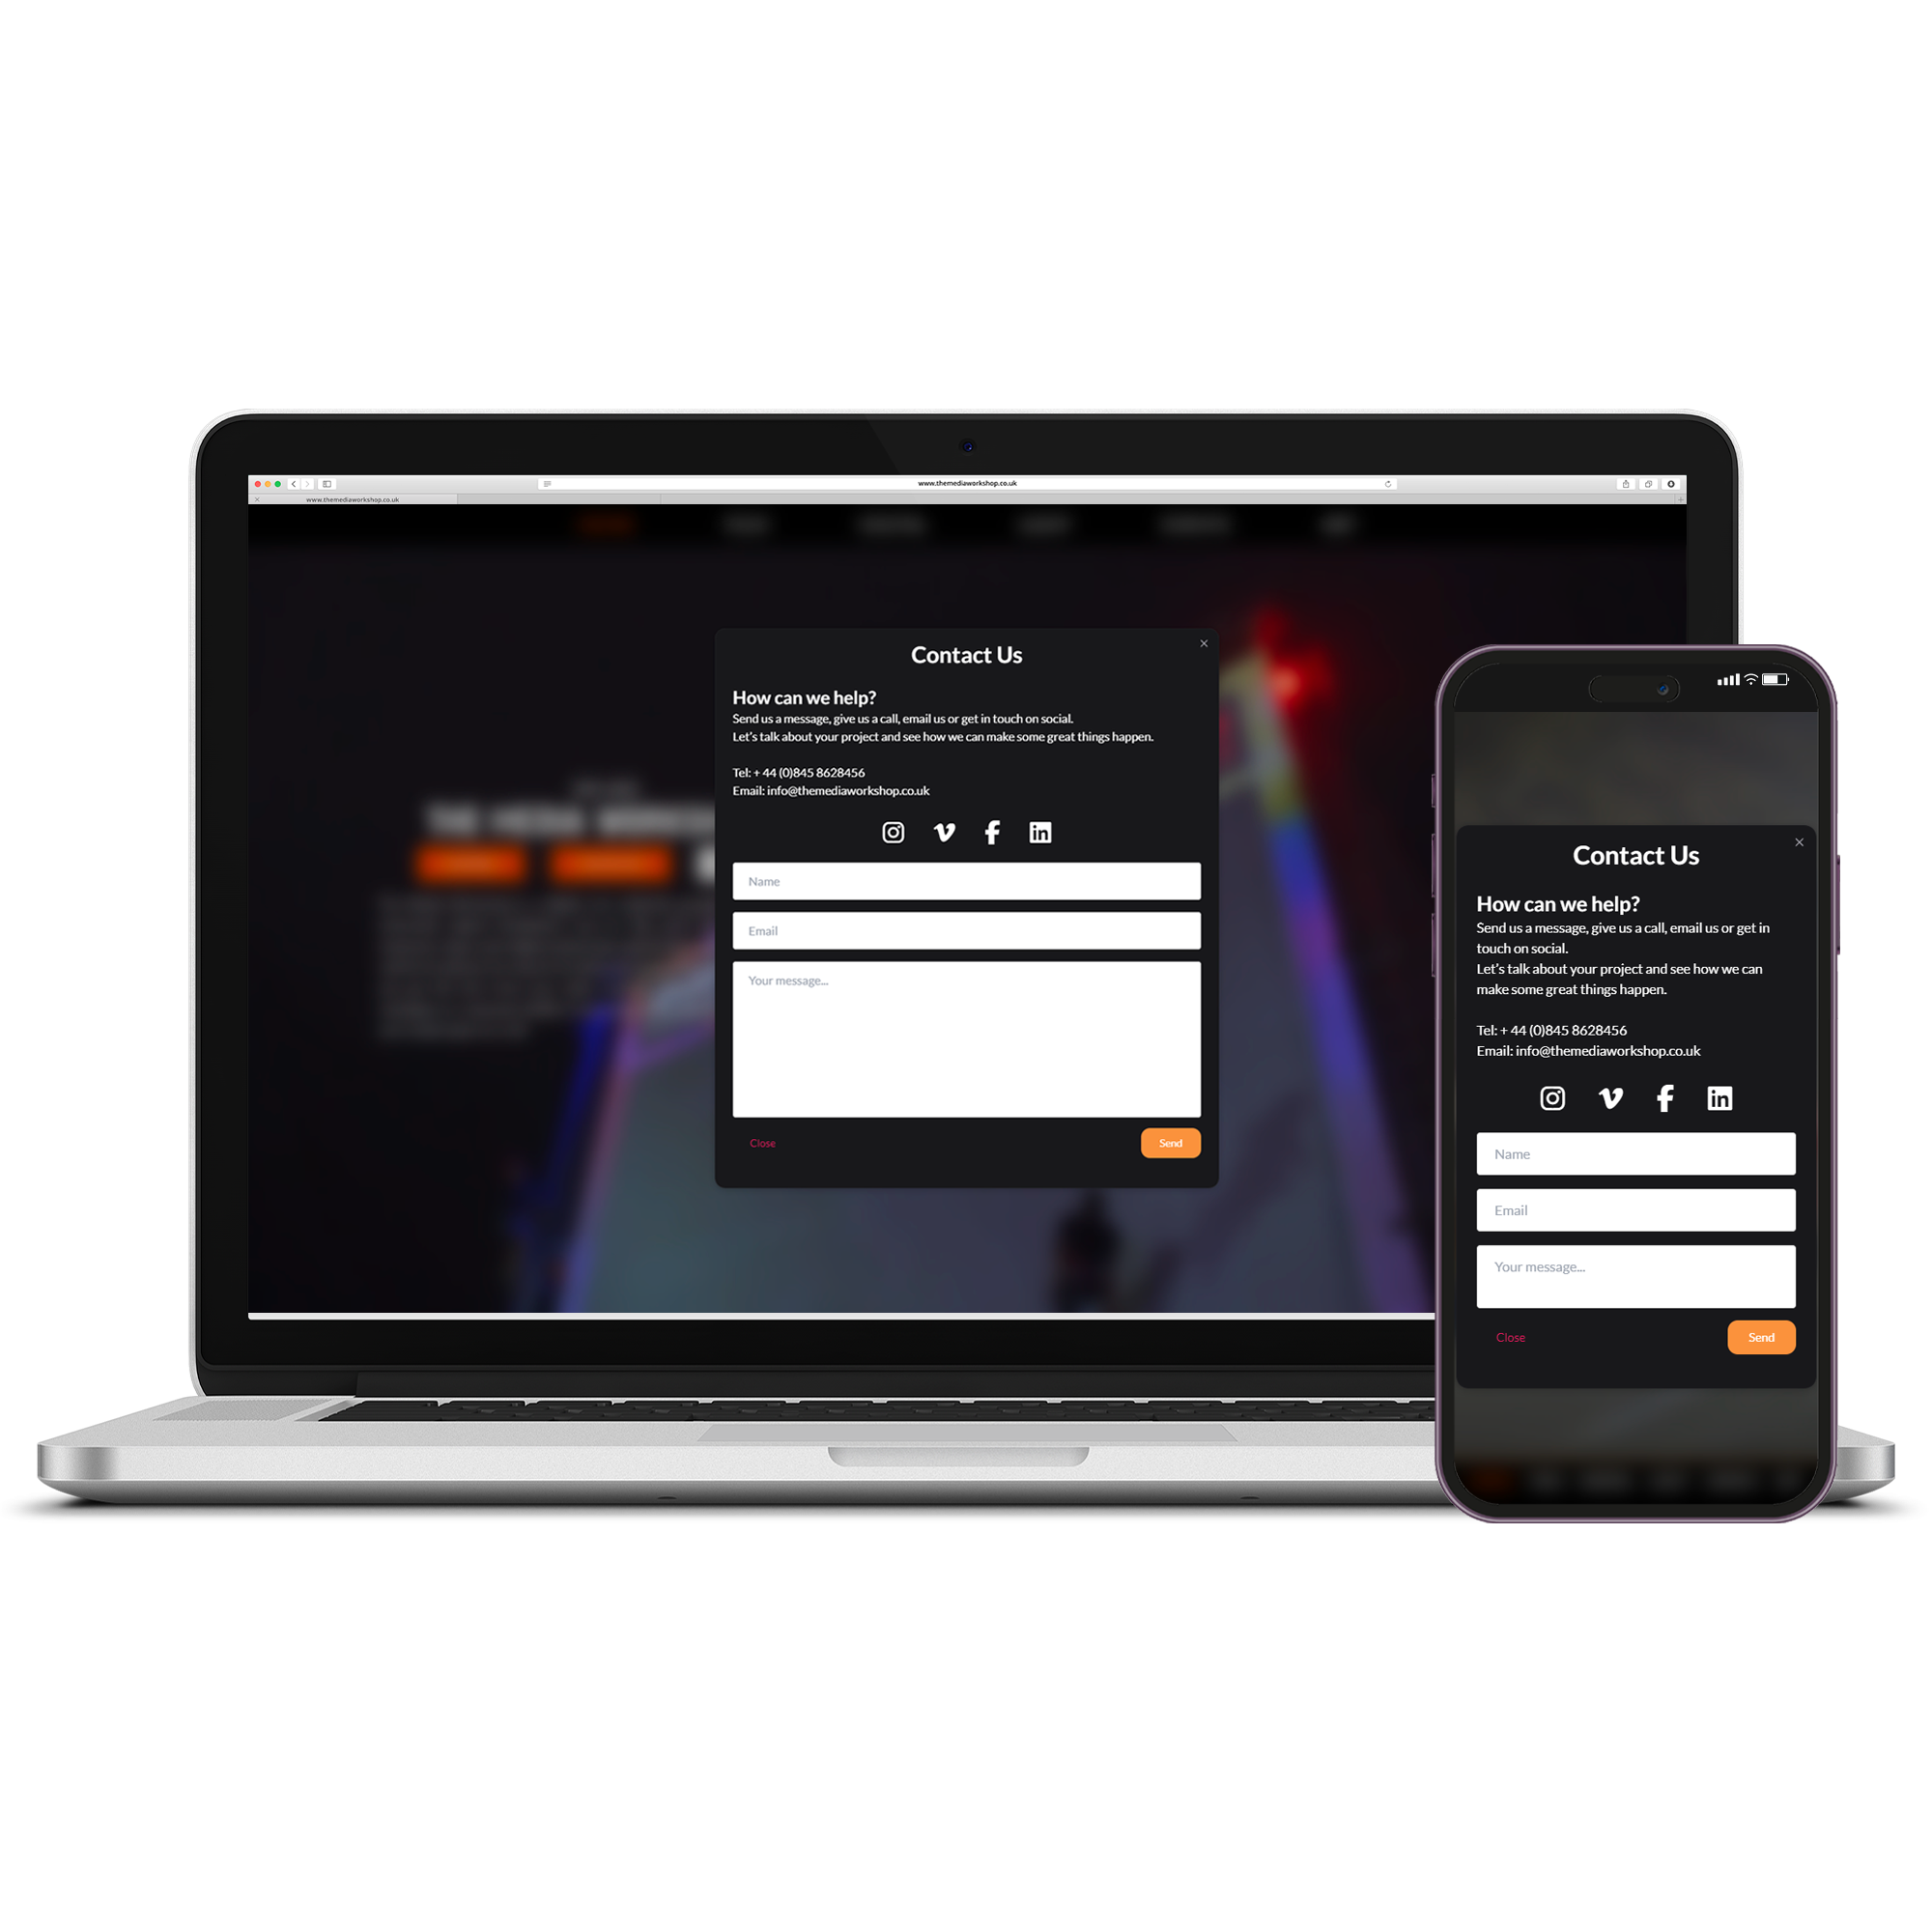 www.themediaworkshop.co.uk
www.themediaworkshop.co.uk
THE MEDIA
Contact Us
How can we help?
Send us a message, give us a call, email us or get in touch on social.
Let's talk about your project and see how we can make some great things happen.
Tel: + 44 (0)845 8628456
Email: info@themediaworkshop.co.uk
Name
Email
Your message...
Close
Send
Contact Us
How can we help?
Send us a message, give us a call, email us or get in
touch on social.
Let's talk about your project and see how we can
make some great things happen.
Tel: + 44 (0)845 8628456
Email: info@themediaworkshop.co.uk
Name
Email
Your message...
Close
Send